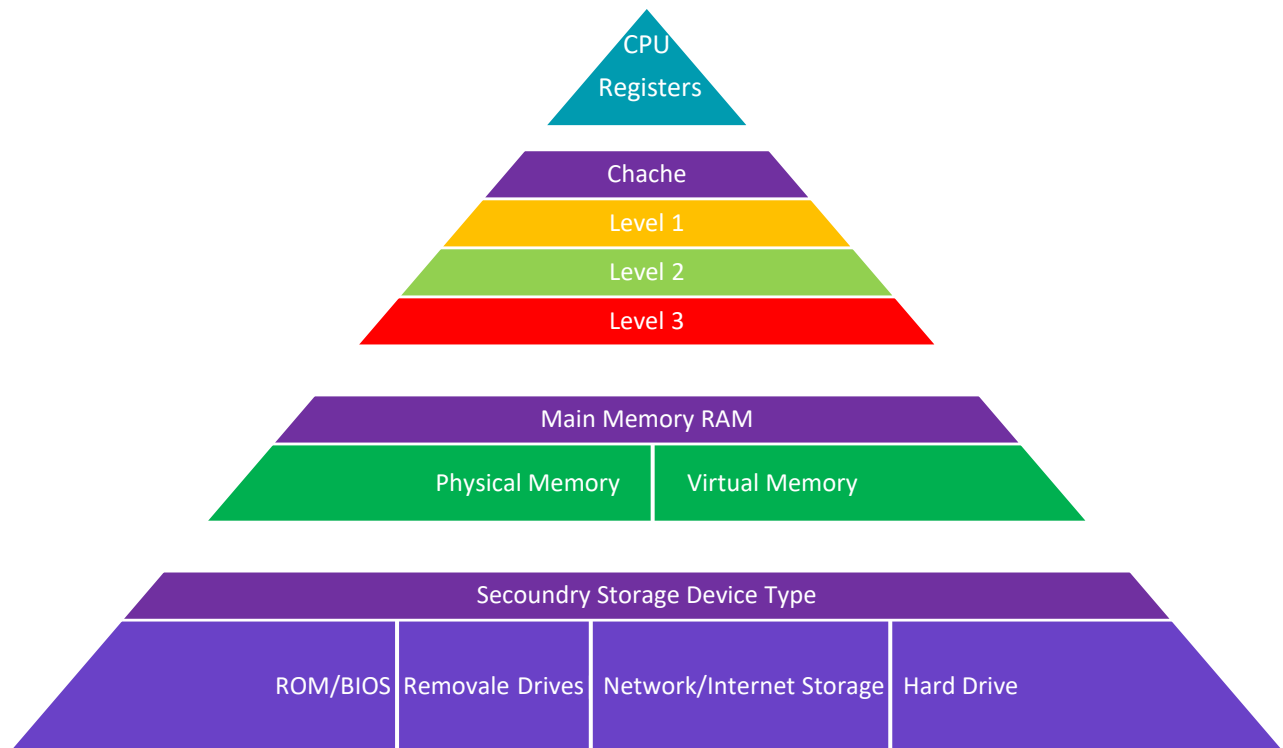 CPU
Registers
Chache
Level 1
Level 2
Level 3
Main Memory RAM
Physical Memory
Virtual Memory
Secoundry Storage Device Type
ROM/BIOS
Removale Drives
Network/Internet Storage
Hard Drive